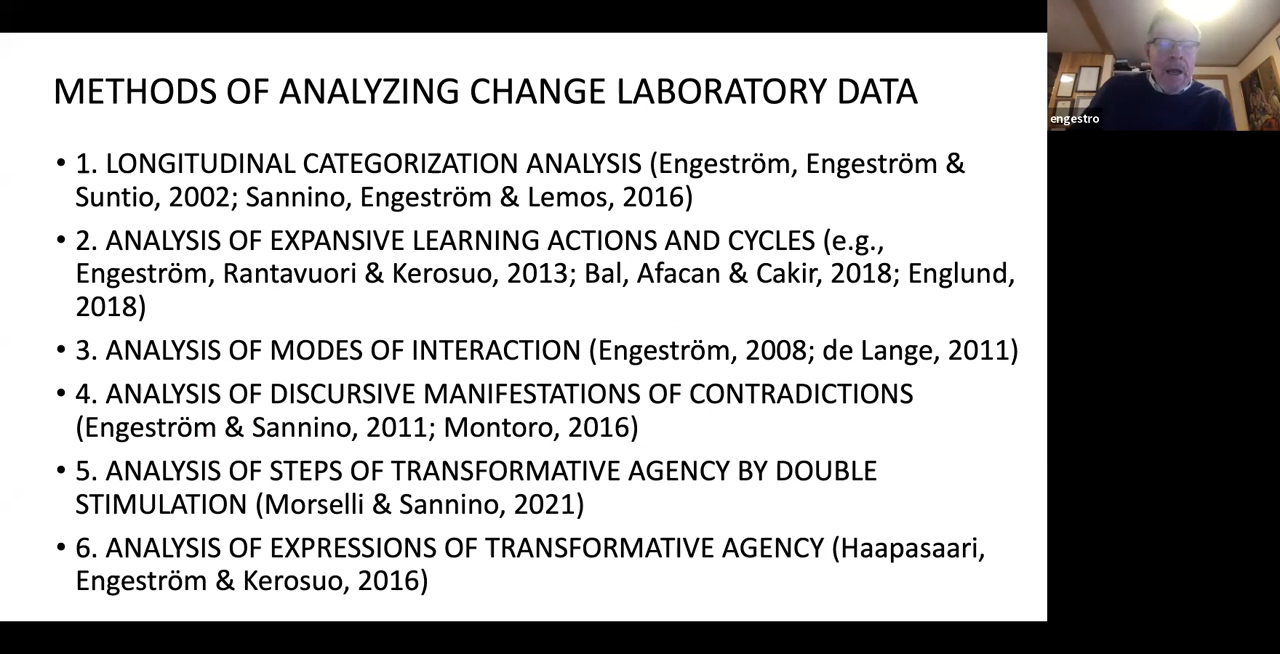 METHODS OF ANALYZING CHANGE LABORATORY DATA
• 1. LONGITUDINAL CATEGORIZATION ANALYSIS (Engeström, Engeström &
Suntio, 2002; Sannino, Engeström & Lemos, 2016)
• 2. ANALYSIS OF EXPANSIVE LEARNING ACTIONS AND CYCLES (e.g.,
Engeström, Rantavuori & Kerosuo, 2013; Bal, Afacan & Cakir, 2018; Englund,
2018)
• 3. ANALYSIS OF MODES OF INTERACTION (Engeström, 2008; de Lange, 2011)
• 4. ANALYSIS OF DISCURSIVE MANIFESTATIONS OF CONTRADICTIONS
(Engeström & Sannino, 2011; Montoro, 2016)
• 5. ANALYSIS OF STEPS OF TRANSFORMATIVE AGENCY BY DOUBLE
STIMULATION (Morselli & Sannino, 2021)
• 6. ANALYSIS OF EXPRESSIONS OF TRANSFORMATIVE AGENCY (Haapasaari,
Engeström & Kerosuo, 2016)
engestro